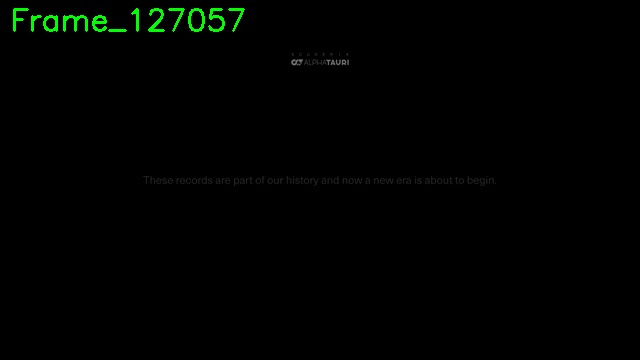 Frame_127057
SCUDERIA
ALPHATAURI
These records are part of our history and now a new era is about to begin.